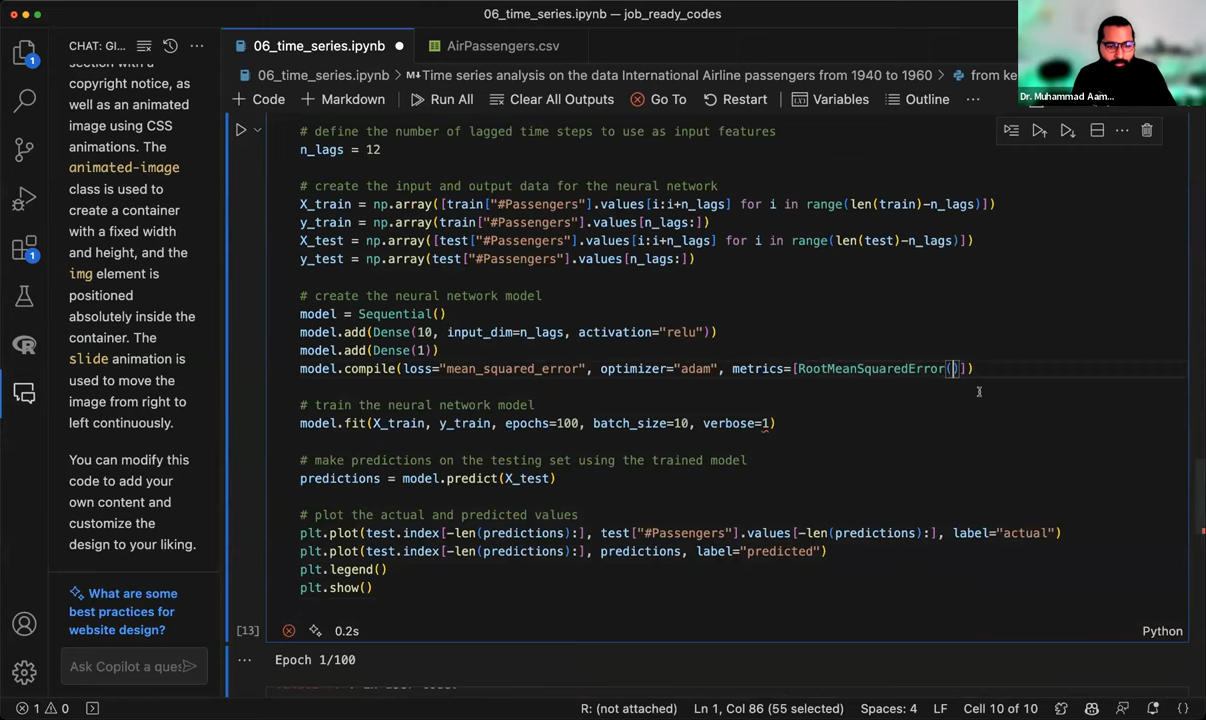 06_time_series.ipynb — job_ready_codes
CHAT: GI...
06_time_series.ipynb
AirPassengers.csv
06_time_series.ipynb > Time series analysis on the data International Airline passengers from 1940 to 1960 > from ke
Dr. Muhammad Aam...
+ Code + Markdown Run All Clear All Outputs Go To Restart Variables Outline ...
section with a
copyright notice, as
well as an animated
image using CSS
animations. The
animated-image
class is used to
create a container
with a fixed width
and height, and the
img element is
positioned
absolutely inside the
container. The
slide animation is
used to move the
image from right to
left continuously.
You can modify this
code to add your
own content and
customize the
design to your liking.
What are some
best practices for
website design?
Ask Copilot a ques
# define the number of lagged time steps to use as input features
n_lags = 12
# create the input and output data for the neural network
X_train = np.array([train["#Passengers"].values[i:i+n_lags] for i in range(len(train)-n_lags)])
y_train = np.array(train["#Passengers"].values[n_lags:])
X_test = np.array([test["#Passengers"].values[i:i+n_lags] for i in range(len(test)-n_lags)])
y_test = np.array(test["#Passengers"].values[n_lags:])
# create the neural network model
model = Sequential()
model.add(Dense(10, input_dim=n_lags, activation="relu"))
model.add(Dense(1))
model.compile(loss="mean_squared_error", optimizer="adam", metrics=[RootMeanSquaredError()])
# train the neural network model
model.fit(X_train, y_train, epochs=100, batch_size=10, verbose=1)
# make predictions on the testing set using the trained model
predictions = model.predict(X_test)
# plot the actual and predicted values
plt.plot(test.index[-len(predictions):], test["#Passengers"].values[-len(predictions):], label="actual")
plt.plot(test.index[-len(predictions):], predictions, label="predicted")
plt.legend()
plt.show()
[13]
0.2s
Python
... Epoch 1/100
1 0
R: (not attached) Ln 1, Col 86 (55 selected) Spaces: 4 LF Cell 10 of 10
1
1